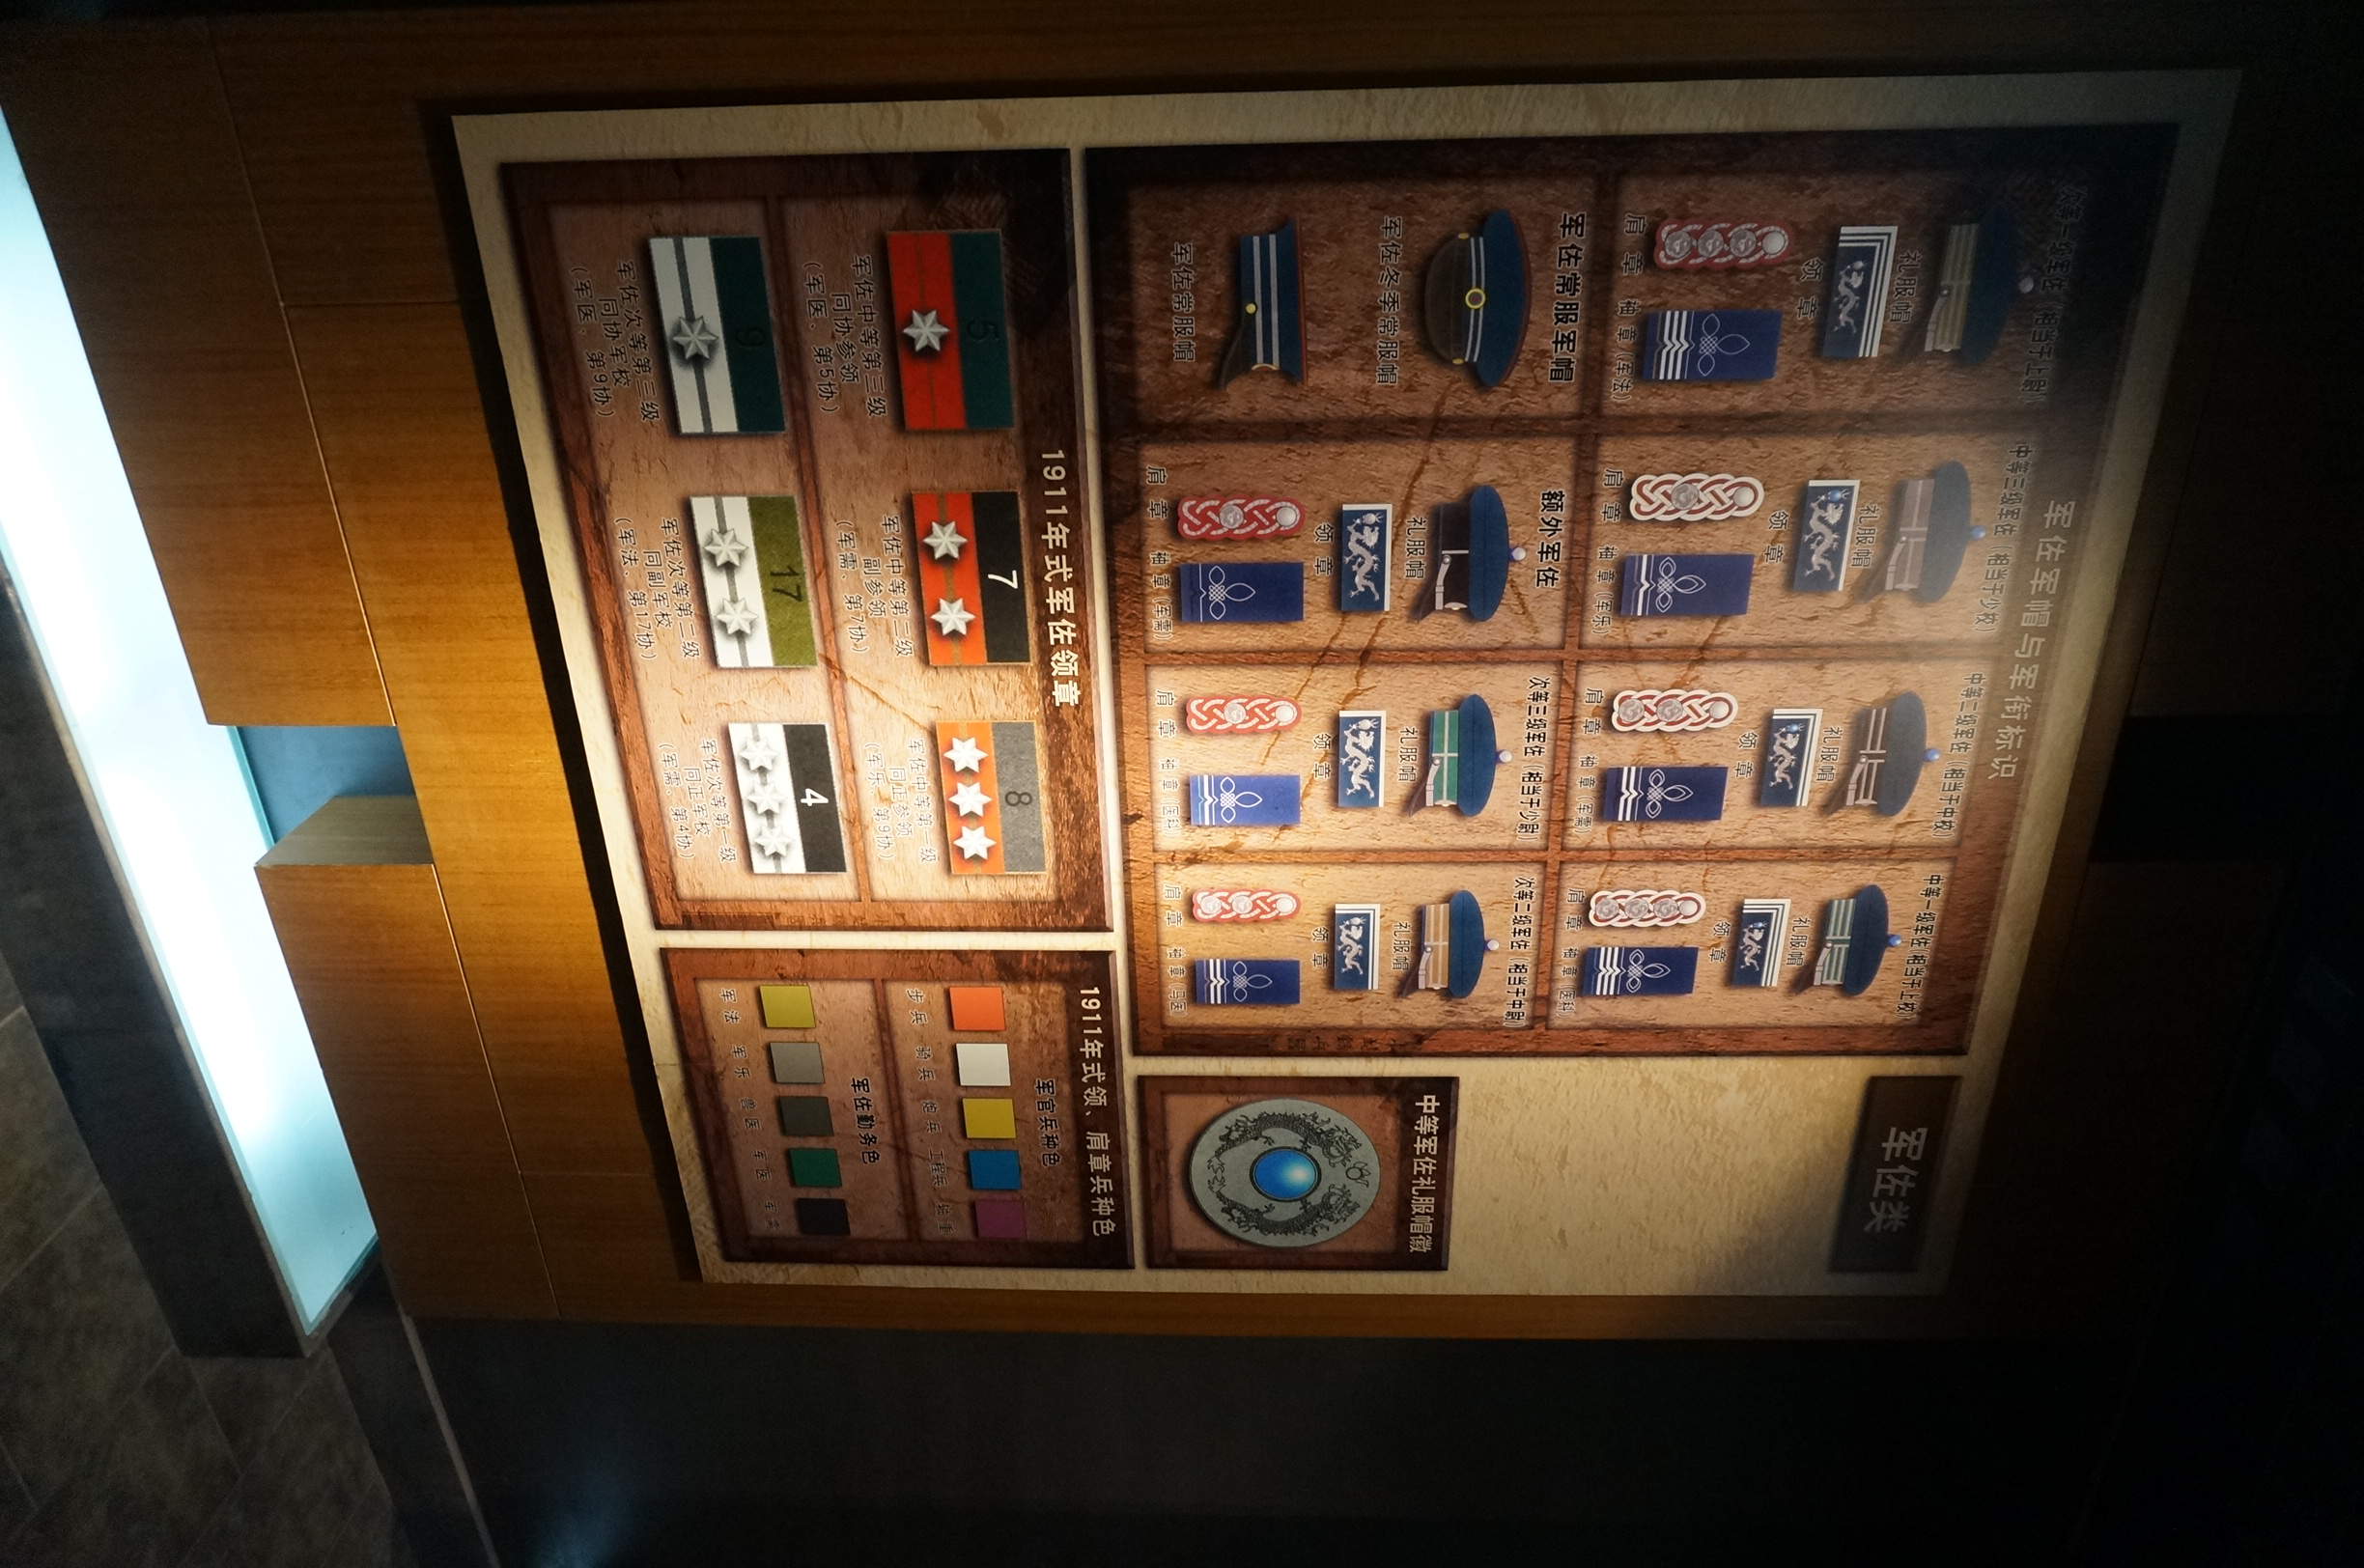 军佐军帽与军衔标识
次等一级军佐（相当于上尉）
礼服帽
领 章
肩 章
袖 章（军法）
中等三级军佐（相当于少校）
礼服帽
领 章
肩 章
袖 章（军乐）
中等二级军佐（相当于中校）
礼服帽
领 章
肩 章
袖 章（军需）
中等一级军佐（相当于上校）
礼服帽
领 章
肩 章
袖 章（医科）
军佐常服军帽
军佐冬季常服帽
军佐常服帽
额外军佐
礼服帽
领 章
肩 章
袖 章（军需）
次等三级军佐（相当于少尉）
礼服帽
领 章
肩 章
袖 章（医科）
次等二级军佐（相当于中尉）
礼服帽
领 章
肩 章
袖 章（马医）
军佐类
中等军佐礼服帽徽
1911年式军佐领章
5
军佐中等第三级
同协参领
（军医、第5协）
7
军佐中等第二级
副参领
（军需、第7协）
8
军佐中等第一级
同正参领
（军乐、第9协）
9
军佐次等第三级
同协军校
（军医、第9协）
17
军佐次等第二级
同副军校
（军法、第17协）
4
军佐次等第一级
同正军校
（军需、第4协）
1911年式领、肩章兵种色
军官兵种色
步 兵
骑 兵
炮 兵
工程兵
轴 重
军佐勤务色
军 法
军 乐
兽 医
军 医
军 需